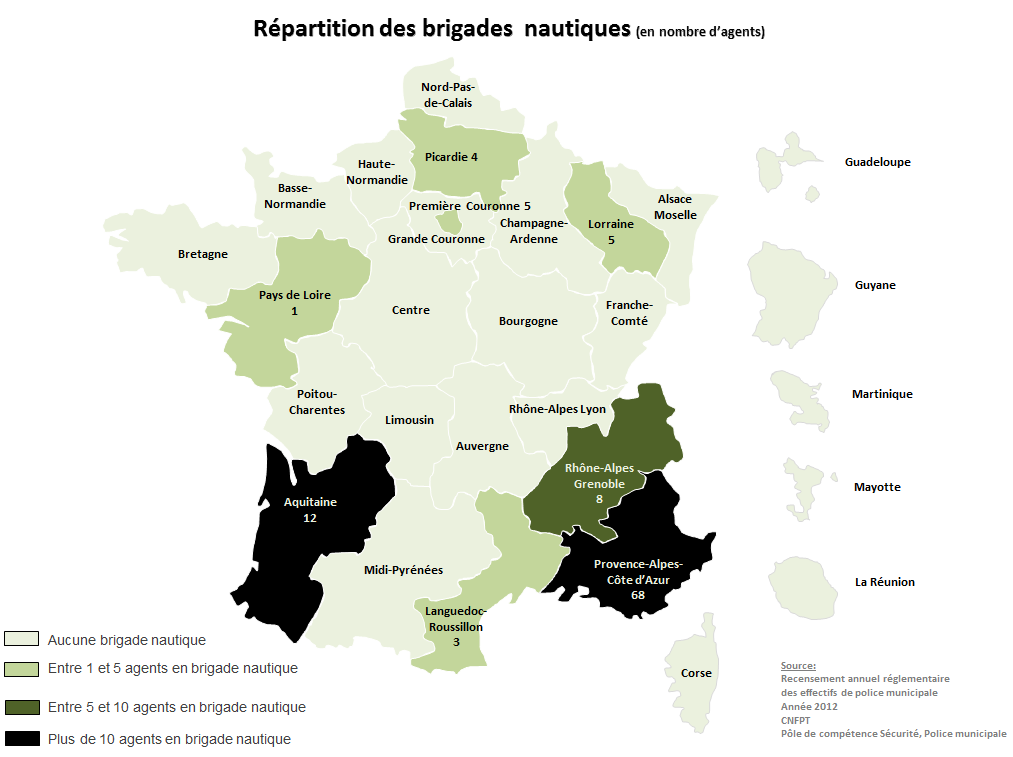 Répartition des brigades nautiques (en nombre d’agents)
Nord-Pas-
de-Calais
Picardie 4
Haute-
Normandie
Basse-
Normandie
Première Couronne 5
Grande Couronne
Champagne-
Ardenne
Lorraine
5
Alsace
Moselle
Bretagne
Pays de Loire
1
Centre
Bourgogne
Franche-
Comté
Poitou-
Charentes
Limousin
Auvergne
Rhône-Alpes Lyon
Rhône-Alpes
Grenoble
8
Aquitaine
12
Midi-Pyrénées
Languedoc-
Roussillon
3
Provence-Alpes-
Côte d’Azur
68
Corse
Guadeloupe
Guyane
Martinique
Mayotte
La Réunion
Aucune brigade nautique
Entre 1 et 5 agents en brigade nautique
Entre 5 et 10 agents en brigade nautique
Plus de 10 agents en brigade nautique
Source:
Recensement annuel réglementaire
des effectifs de police municipale
Année 2012
CNFPT
Pôle de compétence Sécurité, Police municipale